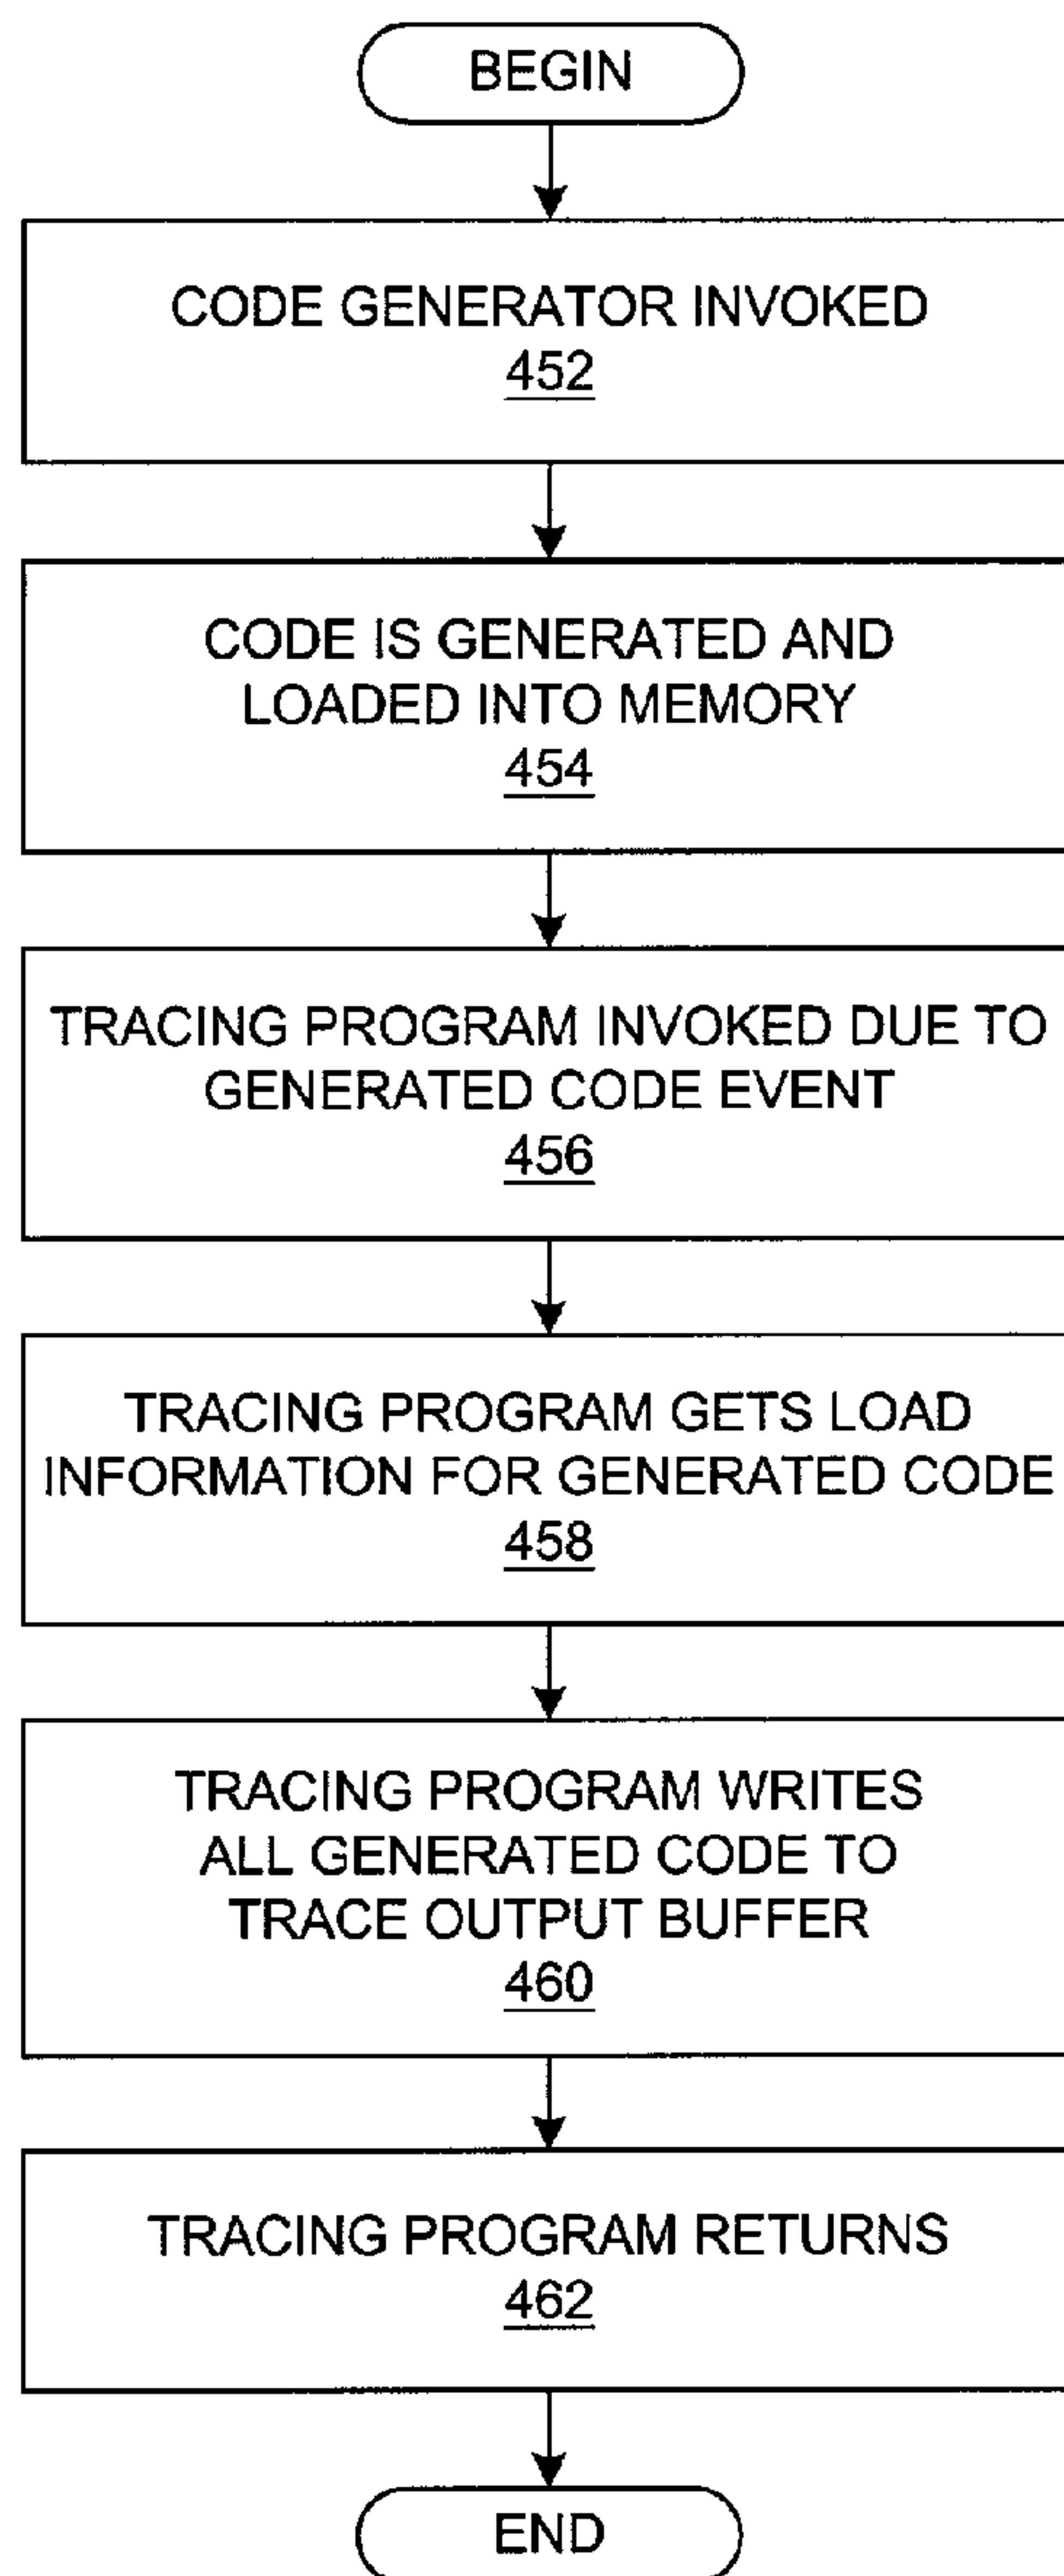 BEGIN
CODE GENERATOR INVOKED
452
CODE IS GENERATED AND
LOADED INTO MEMORY
454
TRACING PROGRAM INVOKED DUE TO
GENERATED CODE EVENT
456
TRACING PROGRAM GETS LOAD
INFORMATION FOR GENERATED CODE
458
TRACING PROGRAM WRITES
ALL GENERATED CODE TO
TRACE OUTPUT BUFFER
460
TRACING PROGRAM RETURNS
462
END